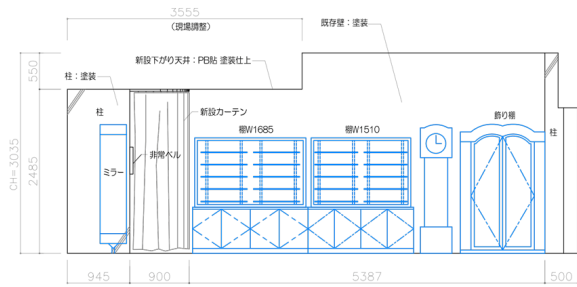 3555
（現場調整）
既存壁：塗装
新設下がり天井：PB貼 塗装仕上
550
柱：塗装
柱
新設カーテン
飾り棚
棚W1685
棚W1510
柱
非常ベル
ミラー
CH=3035
2485
945
900
5387
500